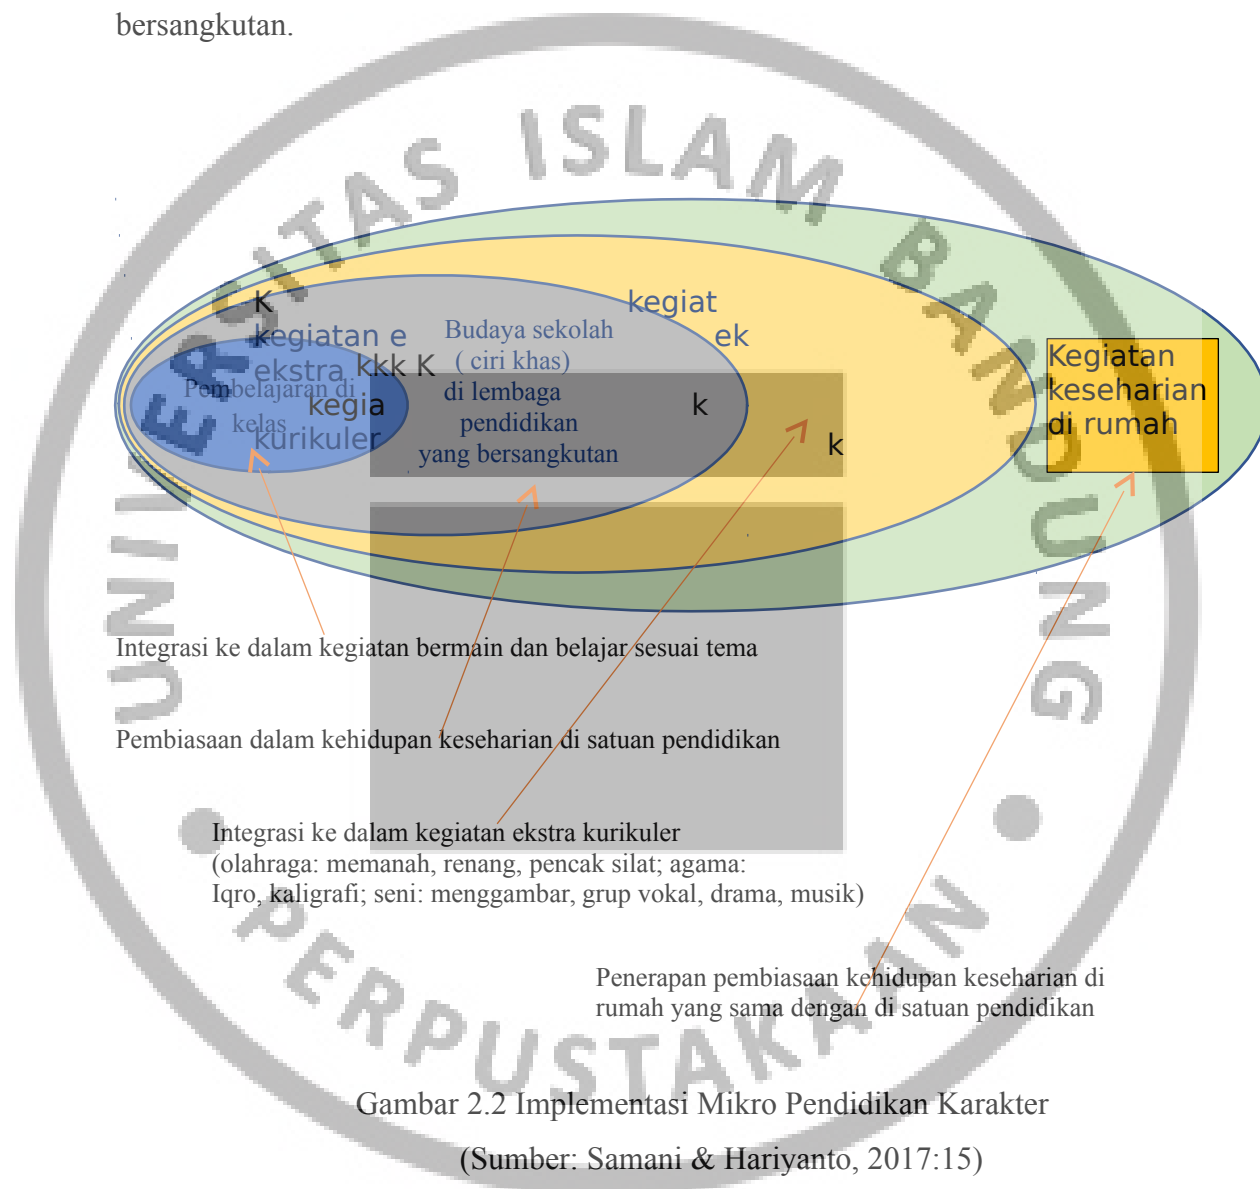 bersangkutan.
UNIVERSITAS ISLAM BANDUNG
K
kegiatan e
ekstra kkk K
kegia
kurikuler
Pembelajaran di
kelas
Budaya sekolah
( ciri khas)
di lembaga
pendidikan
yang bersangkutan
kegiat
ek
k
k
Kegiatan
keseharian
di rumah
Integrasi ke dalam kegiatan bermain dan belajar sesuai tema
Pembiasaan dalam kehidupan keseharian di satuan pendidikan
Integrasi ke dalam kegiatan ekstra kurikuler
(olahraga: memanah, renang, pencak silat; agama:
Iqro, kaligrafi; seni: menggambar, grup vokal, drama, musik)
Penerapan pembiasaan kehidupan keseharian di
rumah yang sama dengan di satuan pendidikan
PERPUSTAKAAN
Gambar 2.2 Implementasi Mikro Pendidikan Karakter
(Sumber: Samani & Hariyanto, 2017:15)